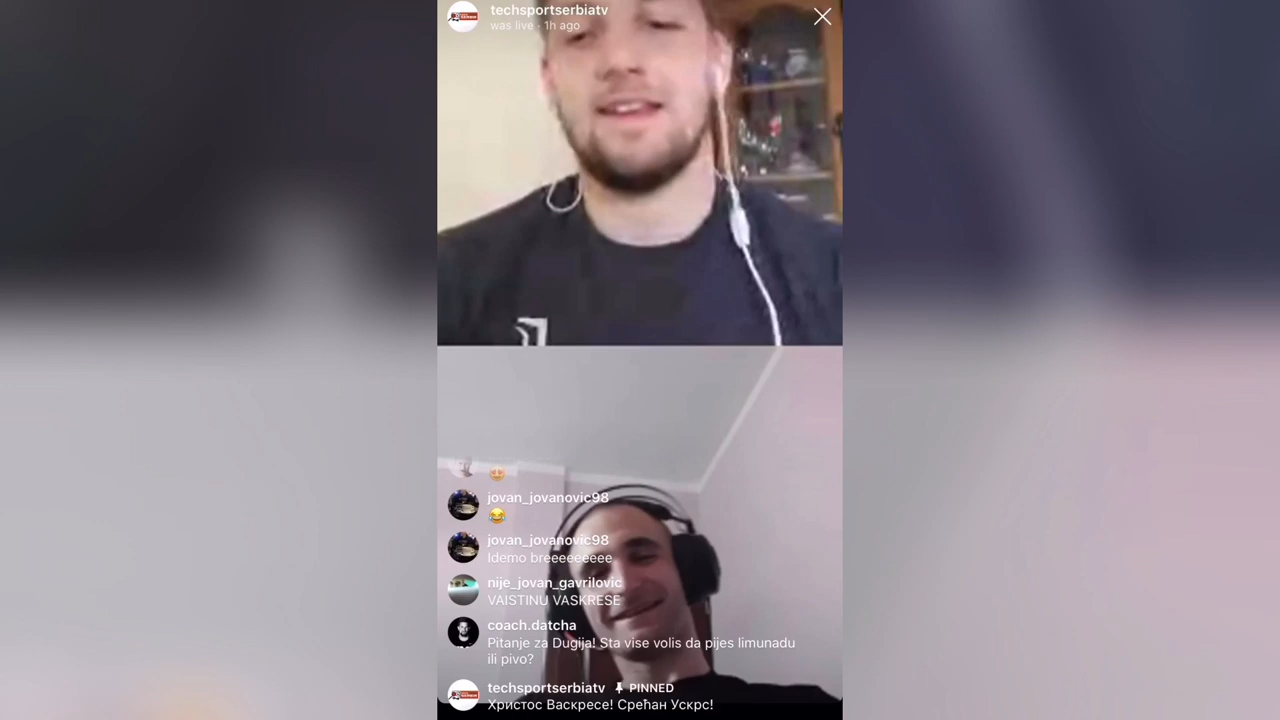 techsportserbiatv
was live · 1h ago
jovan_jovanovic98
jovan_jovanovic98
Idemo breeeeeeeee
nije_jovan_gavrilovic
VAISTINU VASKRESE
coach.datcha
Pitanje za Dugija! Sta vise volis da pijes limunadu
ili pivo?
techsportserbiatv PINNED
Христос Васкресе! Срећан Ускрс!